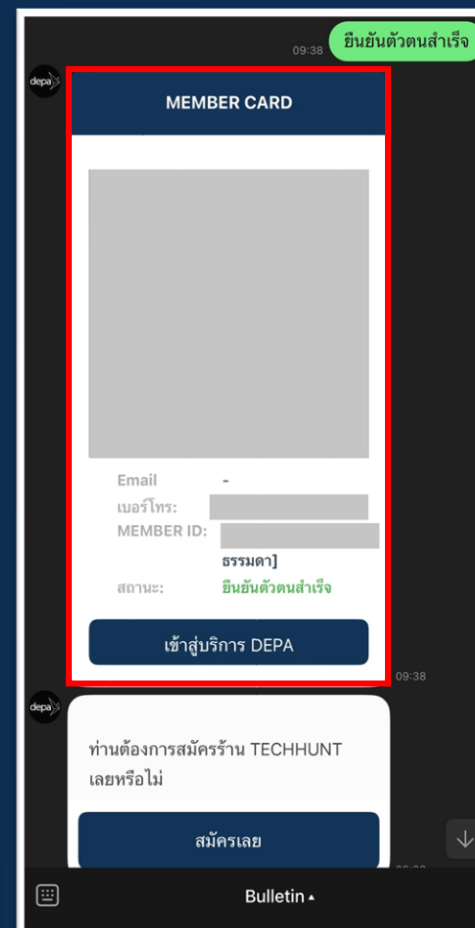 ยืนยันตัวตนสำเร็จ
09:38
depa
MEMBER CARD
Email -
เบอร์โทร:
MEMBER ID:
ธรรมดา]
สถานะ: ยืนยันตัวตนสำเร็จ
เข้าสู่บริการ DEPA
09:38
depa
ท่านต้องการสมัครร้าน TECHHUNT
เลยหรือไม่
สมัครเลย
Bulletin